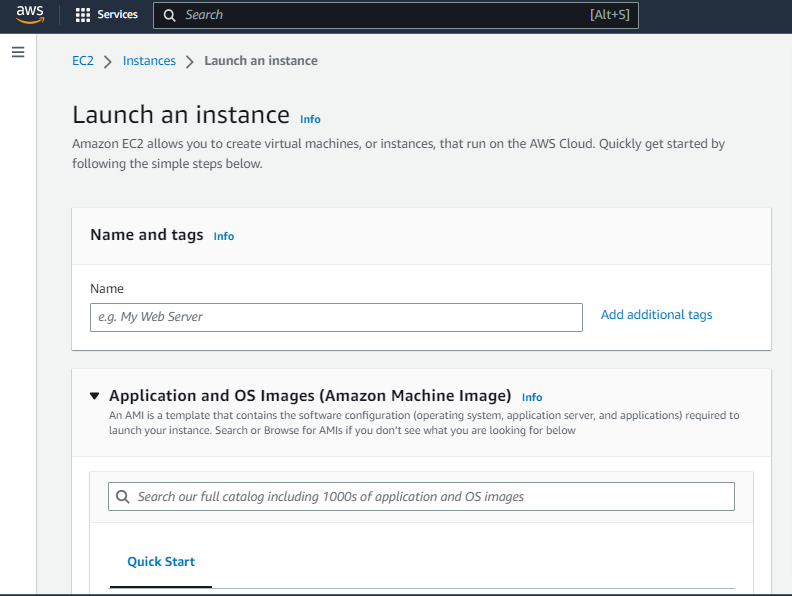 aws Services Search [Alt+S]
EC2 Instances Launch an instance
Launch an instance Info
Amazon EC2 allows you to create virtual machines, or instances, that run on the AWS Cloud. Quickly get started by
following the simple steps below.
Name and tags Info
Name
e.g. My Web Server Add additional tags
Application and OS Images (Amazon Machine Image) Info
An AMI is a template that contains the software configuration (operating system, application server, and applications) required to
launch your instance. Search or Browse for AMIs if you don't see what you are looking for below
Search our full catalog including 1000s of application and OS images
Quick Start